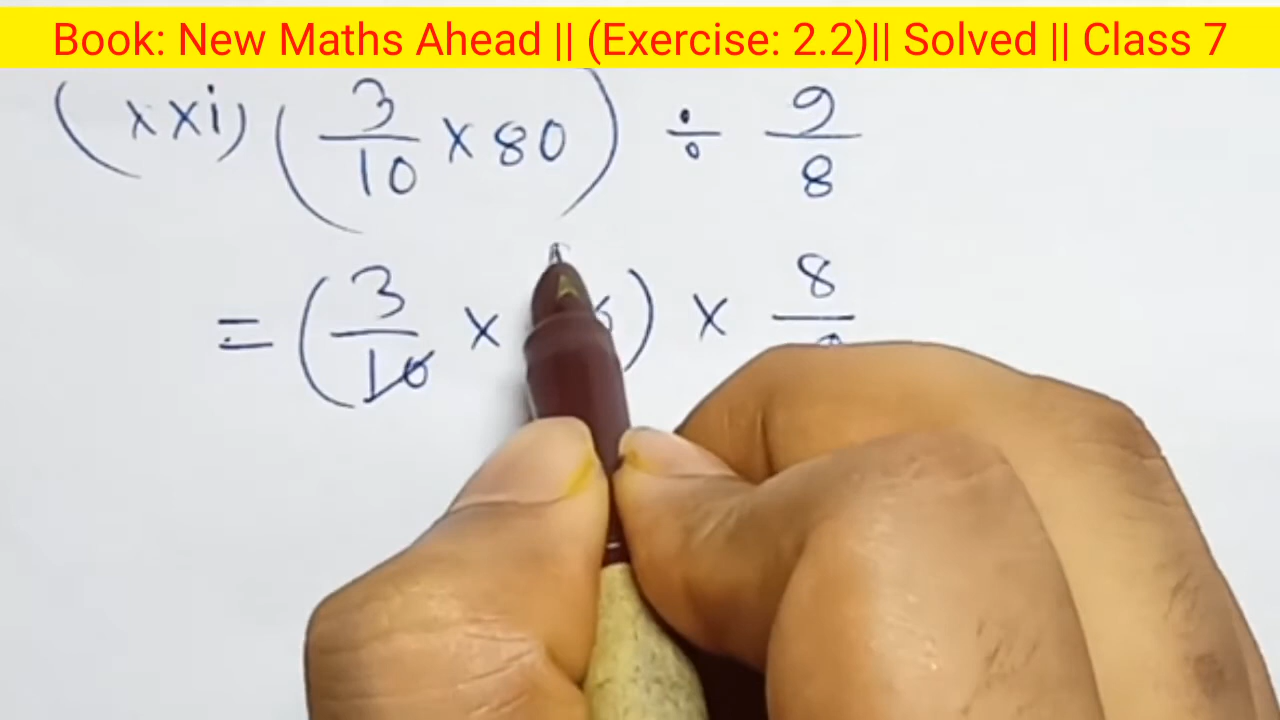 Book: New Maths Ahead || (Exercise: 2.2)|| Solved || Class 7
(xxi) (3/10 × 80) ÷ 9/8
= (3/10 × ) × 8/